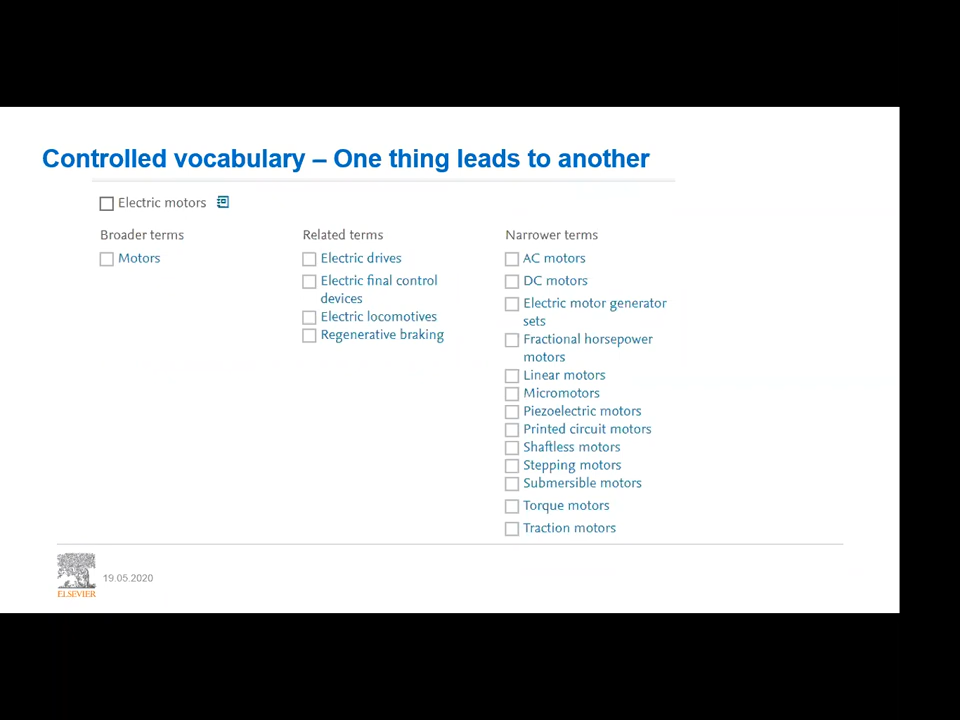 Controlled vocabulary – One thing leads to another
Electric motors
Broader terms
Motors
Related terms
Electric drives
Electric final control
devices
Electric locomotives
Regenerative braking
Narrower terms
AC motors
DC motors
Electric motor generator
sets
Fractional horsepower
motors
Linear motors
Micromotors
Piezoelectric motors
Printed circuit motors
Shaftless motors
Stepping motors
Submersible motors
Torque motors
Traction motors
ELSEVIER
19.05.2020